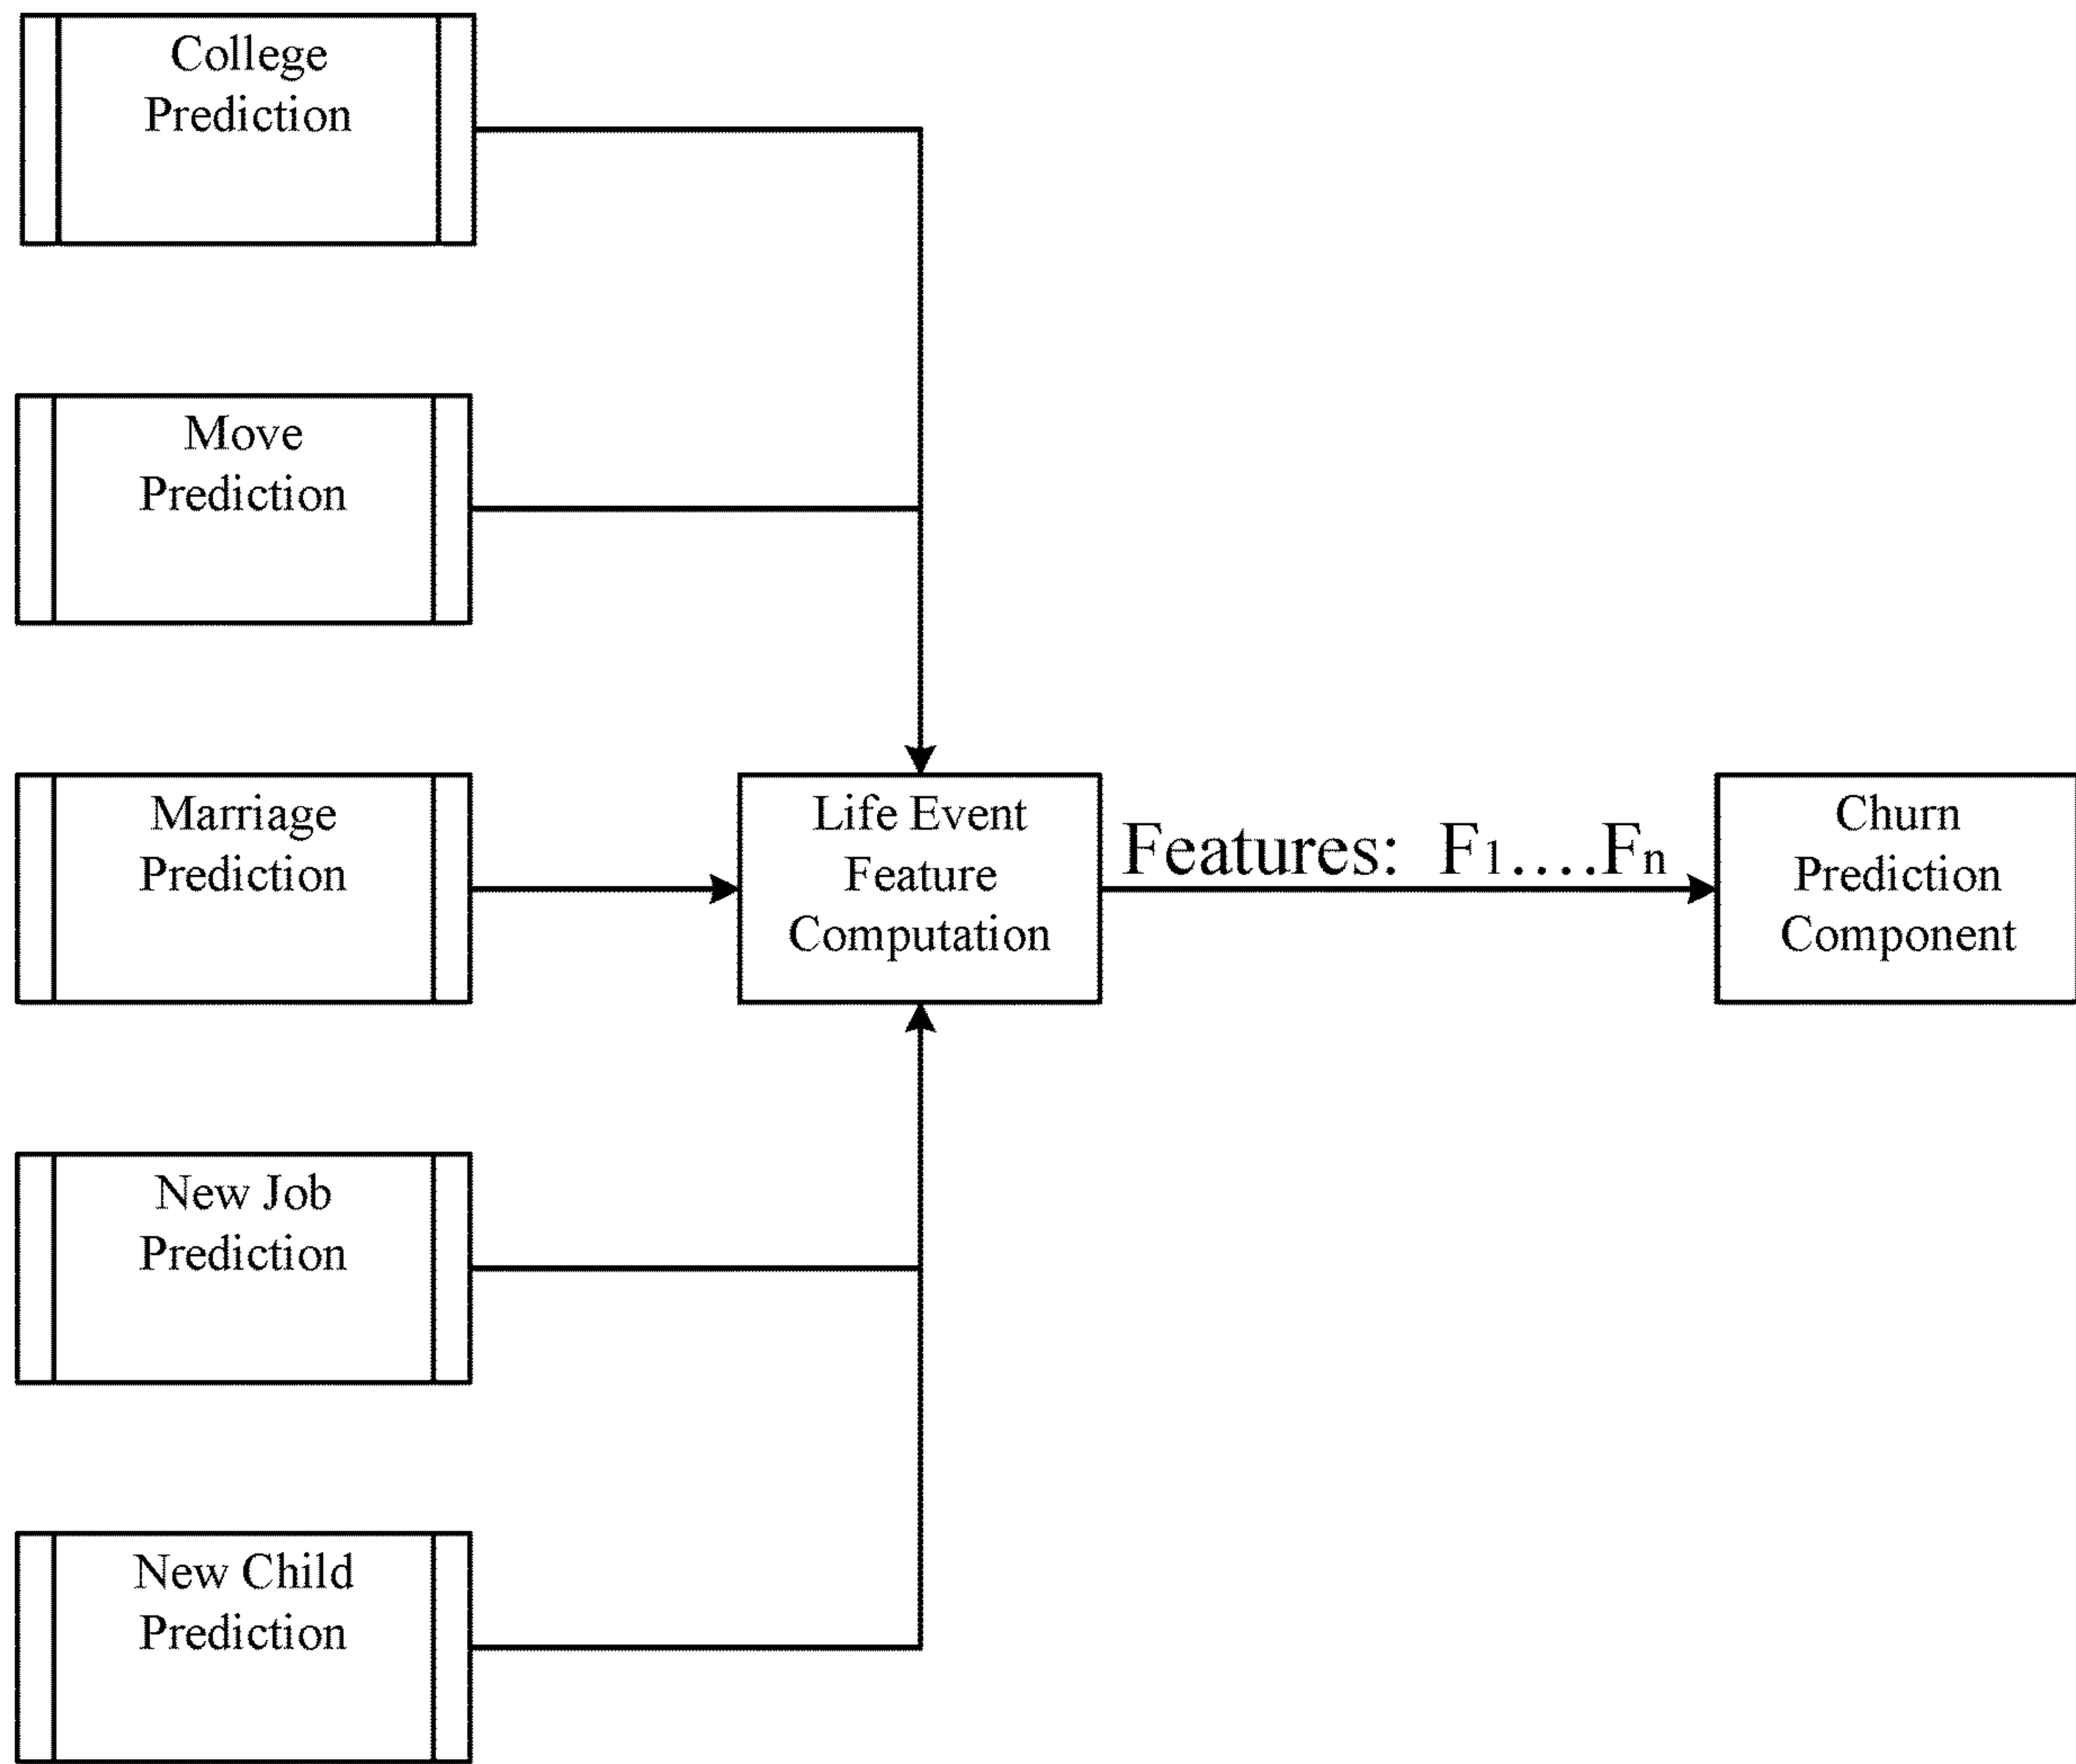 College
Prediction
Move
Prediction
Marriage
Prediction
Life Event
Feature
Computation
Features: F1....Fn
Churn
Prediction
Component
New Job
Prediction
New Child
Prediction